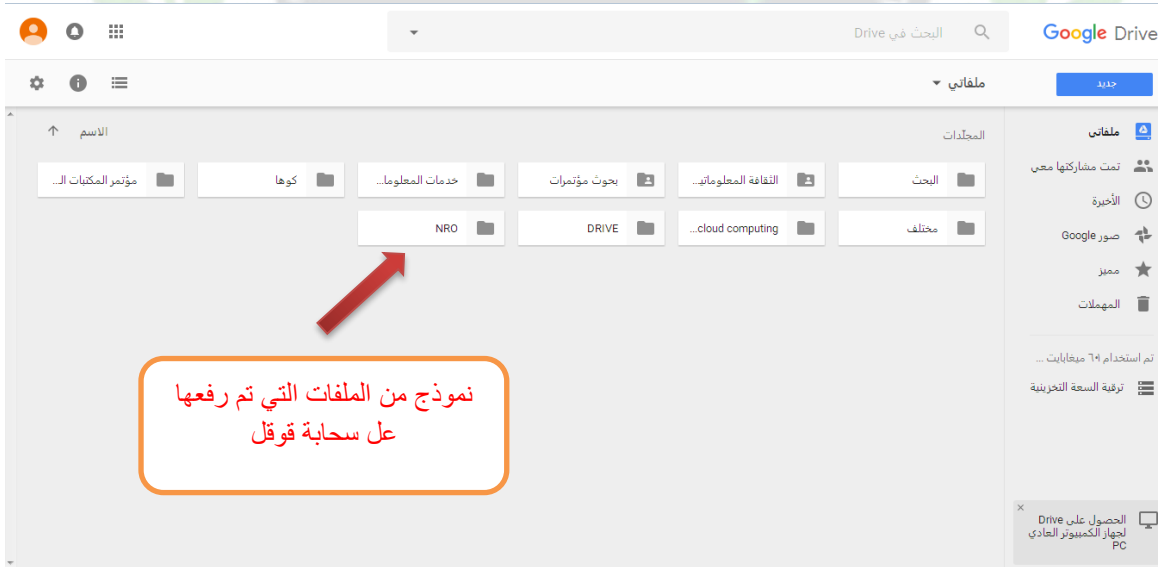 Google Drive
البحث في Drive
جديد
ملفاتي
ملفاتي
تمت مشاركتها معي
الأخيرة
صور Google
مميز
المهملات
تم استخدام ٦٠١ ميغابايت ...
ترقية السعة التخزينية
الحصول على Drive
لجهاز الكمبيوتر العادي
PC
المجلّدات
الاسم
البحث
الثقافة المعلوماتيـ...
بحوث مؤتمرات
خدمات المعلوما...
كوها
مؤتمر المكتبات الـ...
مختلف
cloud computing...
DRIVE
NRO
نموذج من الملفات التي تم رفعها
عل سحابة قوقل